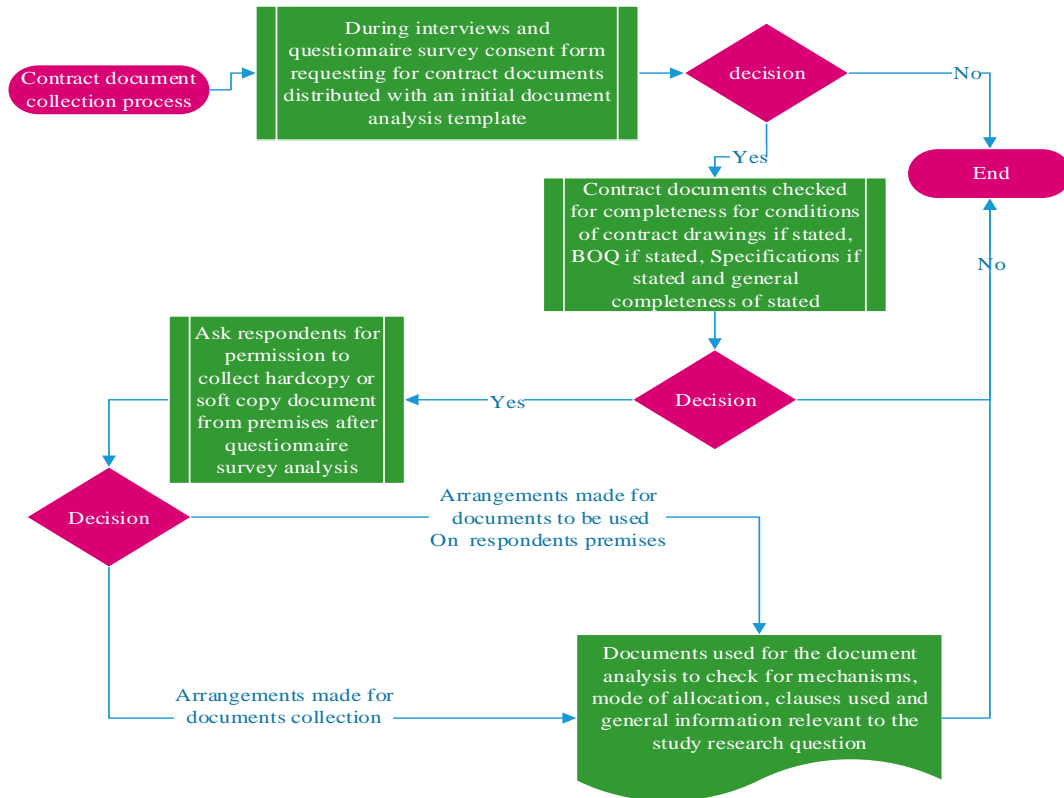 Contract document
collection process
During interviews and
questionnaire survey consent form
requesting for contract documents
distributed with an initial document
analysis template
decision
No
Yes
End
Contract documents checked
for completeness for conditions
of contract drawings if stated,
BOQ if stated, Specifications if
stated and general
completeness of stated
No
Ask respondents for
permission to
collect hardcopy or
soft copy document
from premises after
questionnaire
survey analysis
Yes
Decision
Decision
Arrangements made for
documents to be used
On respondents premises
Arrangements made for
documents collection
Documents used for the document
analysis to check for mechanisms,
mode of allocation, clauses used and
general information relevant to the
study research question